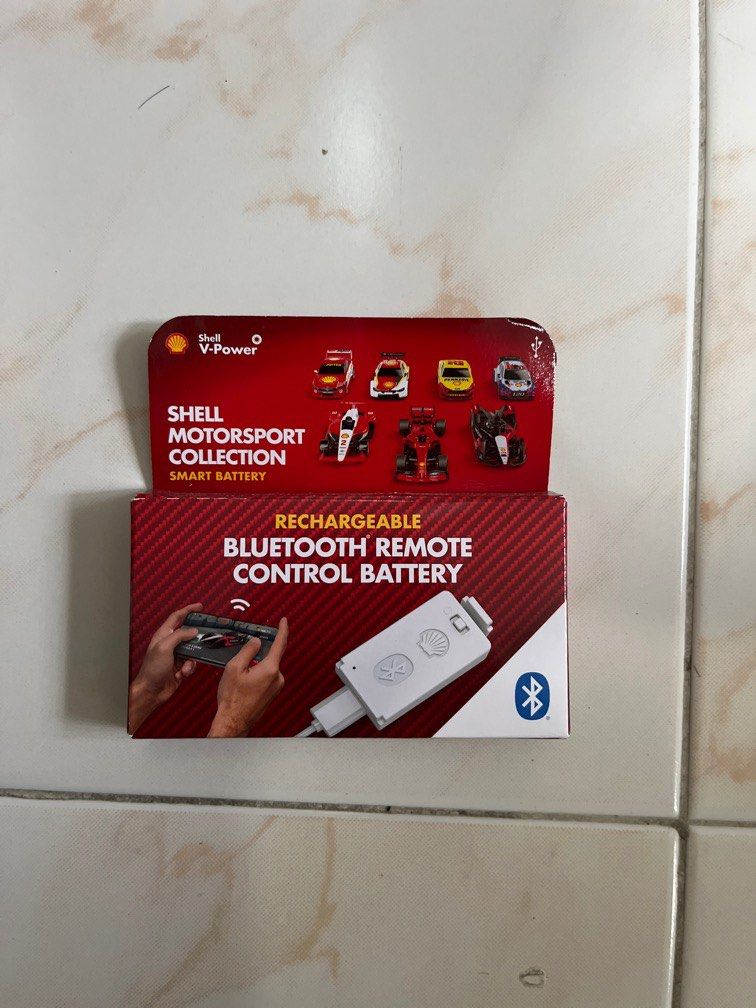 Shell
V-Power
SHELL
MOTORSPORT
COLLECTION
SMART BATTERY
RECHARGEABLE
BLUETOOTH® REMOTE
CONTROL BATTERY